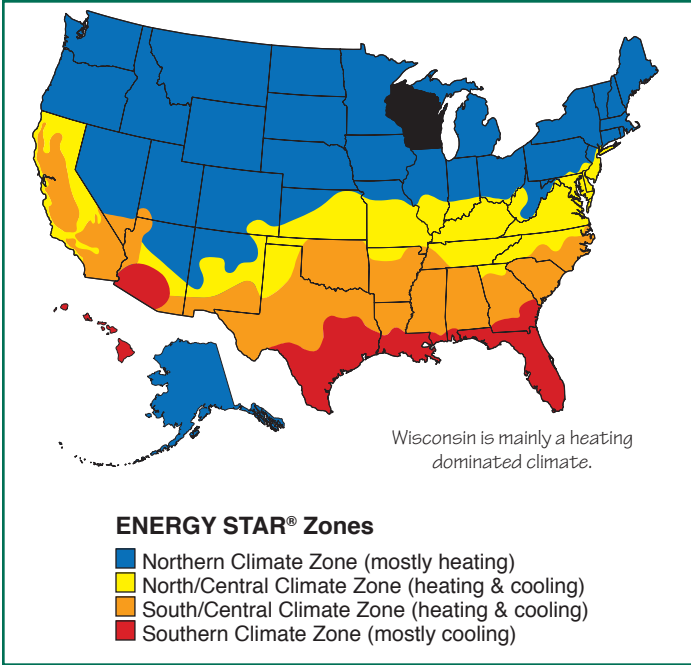 Wisconsin is mainly a heating
dominated climate.
ENERGY STAR® Zones
Northern Climate Zone (mostly heating)
North/Central Climate Zone (heating & cooling)
South/Central Climate Zone (heating & cooling)
Southern Climate Zone (mostly cooling)